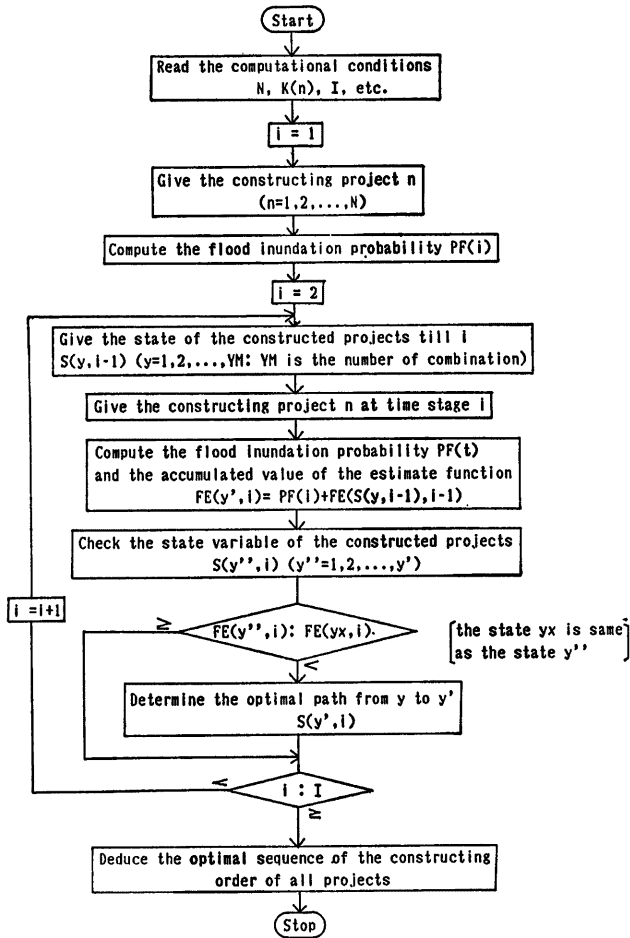 Start
Read the computational conditions
N, K(n), I, etc.
i = 1
Give the constructing project n
(n=1,2,...,N)
Compute the flood inundation probability PF(i)
i = 2
Give the state of the constructed projects till i
S(y,i-1) (y=1,2,...,YM: YM is the number of combination)
Give the constructing project n at time stage i
Compute the flood inundation probability PF(t)
and the accumulated value of the estimate function
FE(y',i)= PF(i)+FE(S(y,i-1),i-1)
Check the state variable of the constructed projects
S(y'',i) (y''=1,2,...,y')
i =i+1
≥
FE(y'',i): FE(yx,i).
<
[the state yx is same
as the state y'']
Determine the optimal path from y to y'
S(y',i)
<
i : I
≥
Deduce the optimal sequence of the constructing
order of all projects
Stop